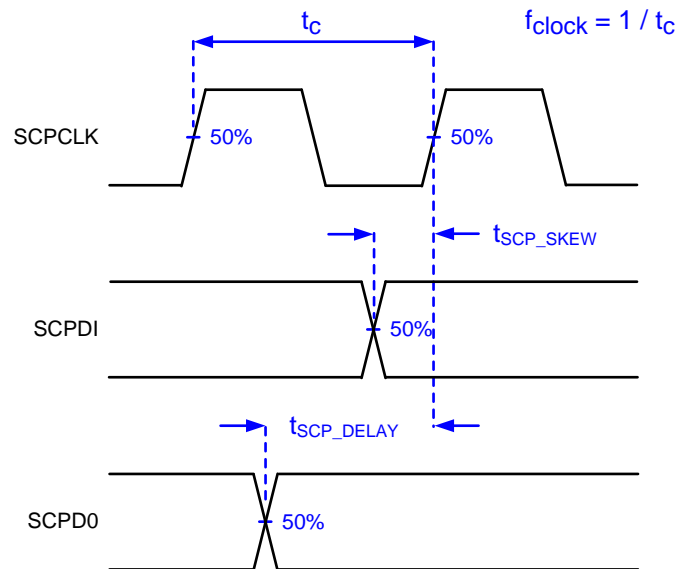 tc
fclock = 1 / tc
SCPCLK
50%
50%
tSCP_SKEW
SCPDI
50%
tSCP_DELAY
SCPD0
50%